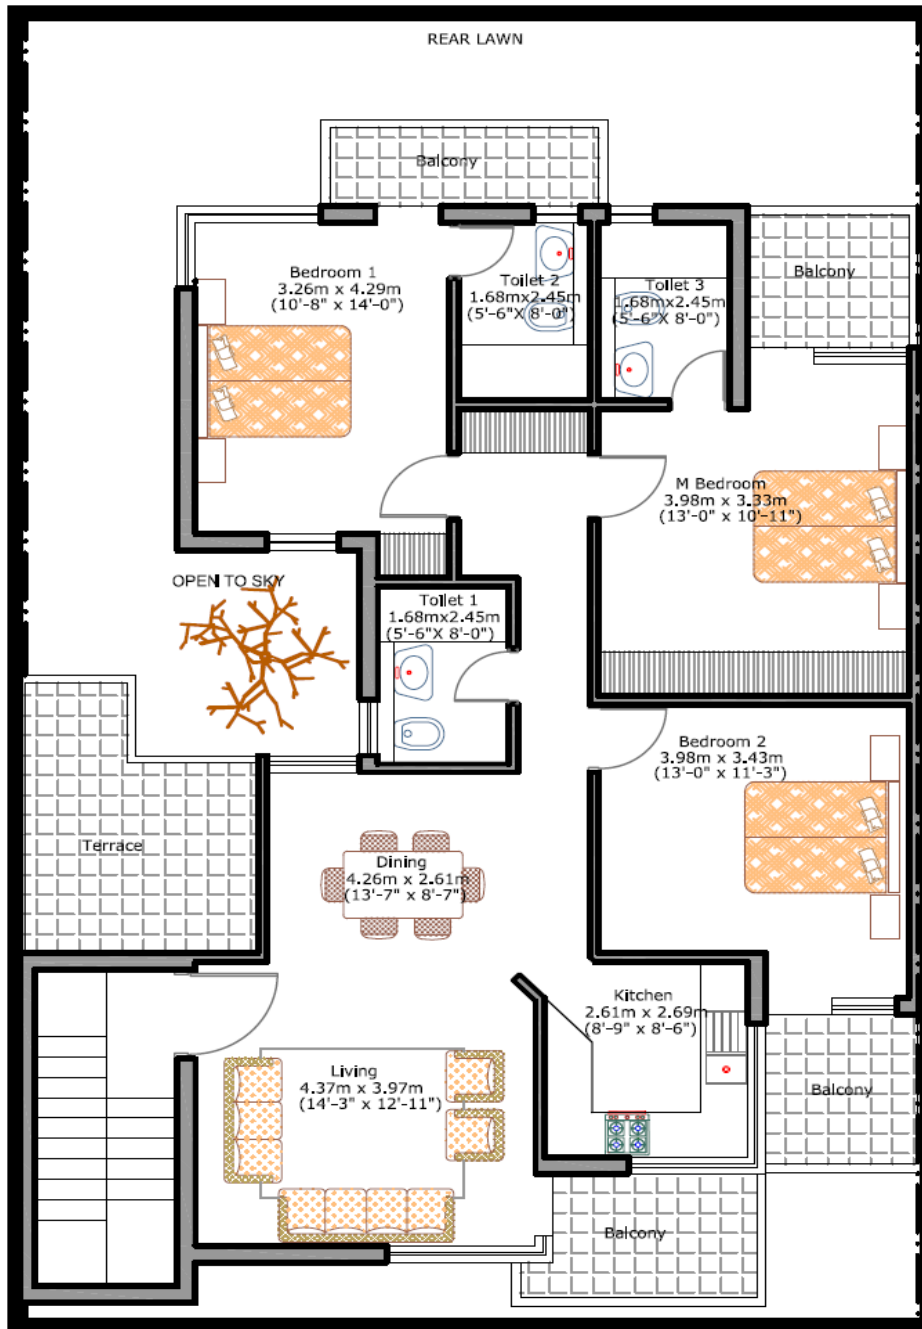 REAR LAWN
Balcony
Bedroom 1
3.26m x 4.29m
(10'-8" x 14'-0")
Toilet 2
1.68mx2.45m
(5'-6"X 8'-0")
Toilet 3
1.68mx2.45m
(5'-6"X 8'-0")
Balcony
M Bedroom
3.98m x 3.33m
(13'-0" x 10'-11")
OPEN TO SKY
Toilet 1
1.68mx2.45m
(5'-6"X 8'-0")
Bedroom 2
3.98m x 3.43m
(13'-0" x 11'-3")
Terrace
Dining
4.26m x 2.61m
(13'-7" x 8'-7")
Kitchen
2.61m x 2.69m
(8'-9" x 8'-6")
Living
4.37m x 3.97m
(14'-3" x 12'-11")
Balcony
Balcony